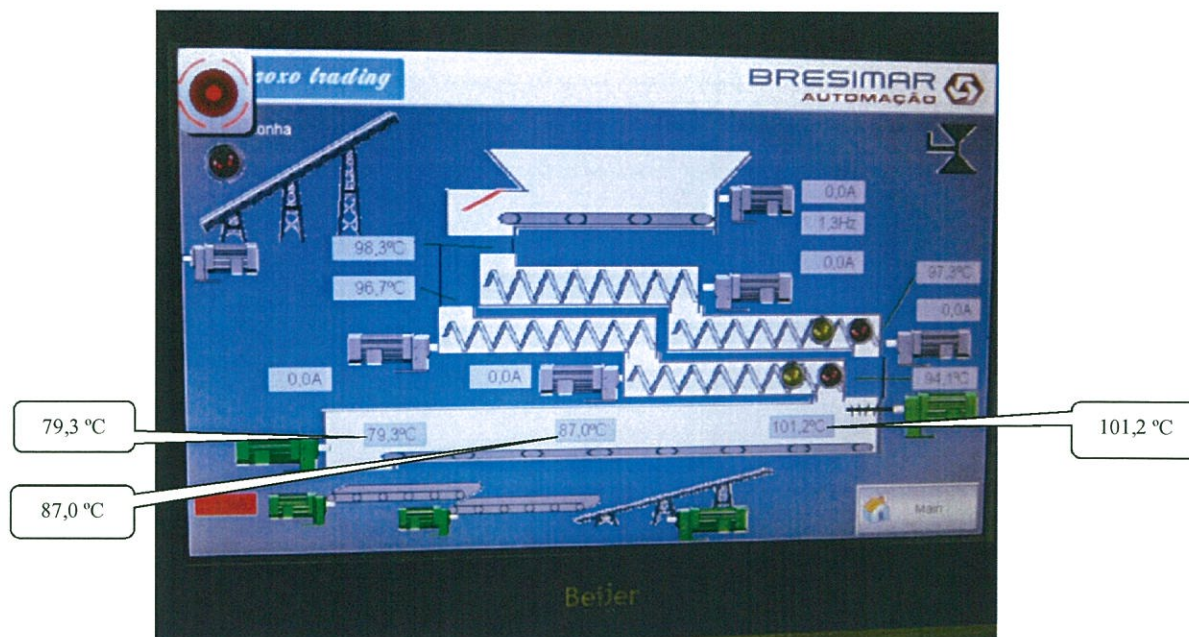 roxo trading
BRESIMAR
AUTOMAÇÃO
onha
0,0A
1,3Hz
98,3ºC
0,0A
97,3ºC
96,7ºC
0,0A
0,0A
0,0A
94,1ºC
79,3 ºC
79,3ºC
87,0ºC
101,2ºC
101,2 ºC
87,0 ºC
Main
Beijer